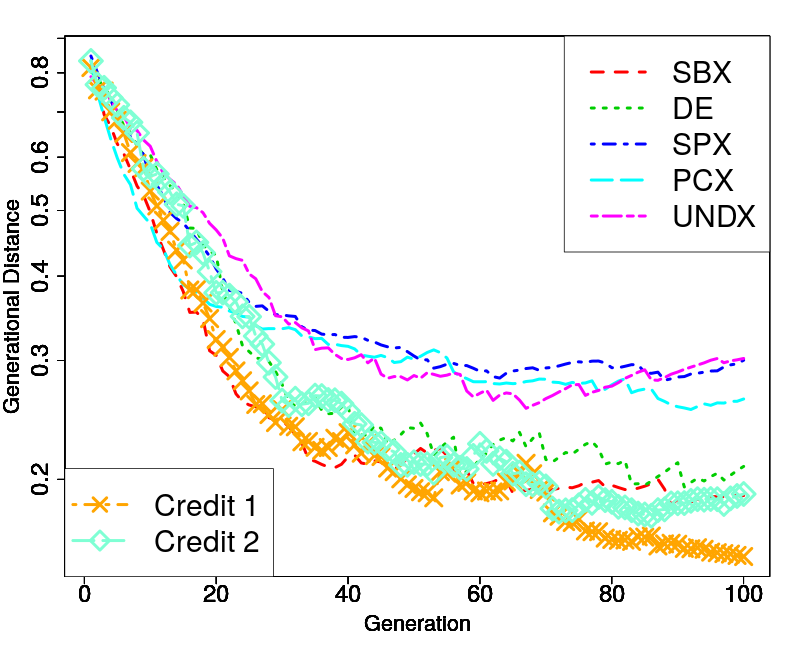 SBX
DE
SPX
PCX
UNDX
Credit 1
Credit 2
0.8
0.6
0.5
0.4
0.3
0.2
Generational Distance
0 20 40 60 80 100
Generation